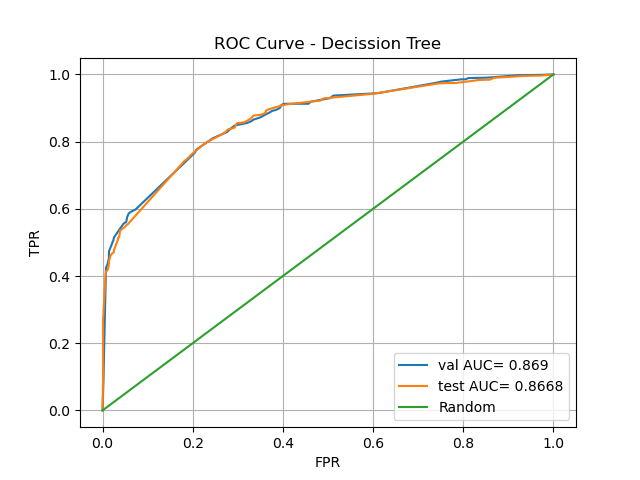 ROC Curve - Decission Tree
1.0
0.8
0.6
0.4
0.2
0.0
TPR
0.0 0.2 0.4 0.6 0.8 1.0
FPR
val AUC= 0.869
test AUC= 0.8668
Random